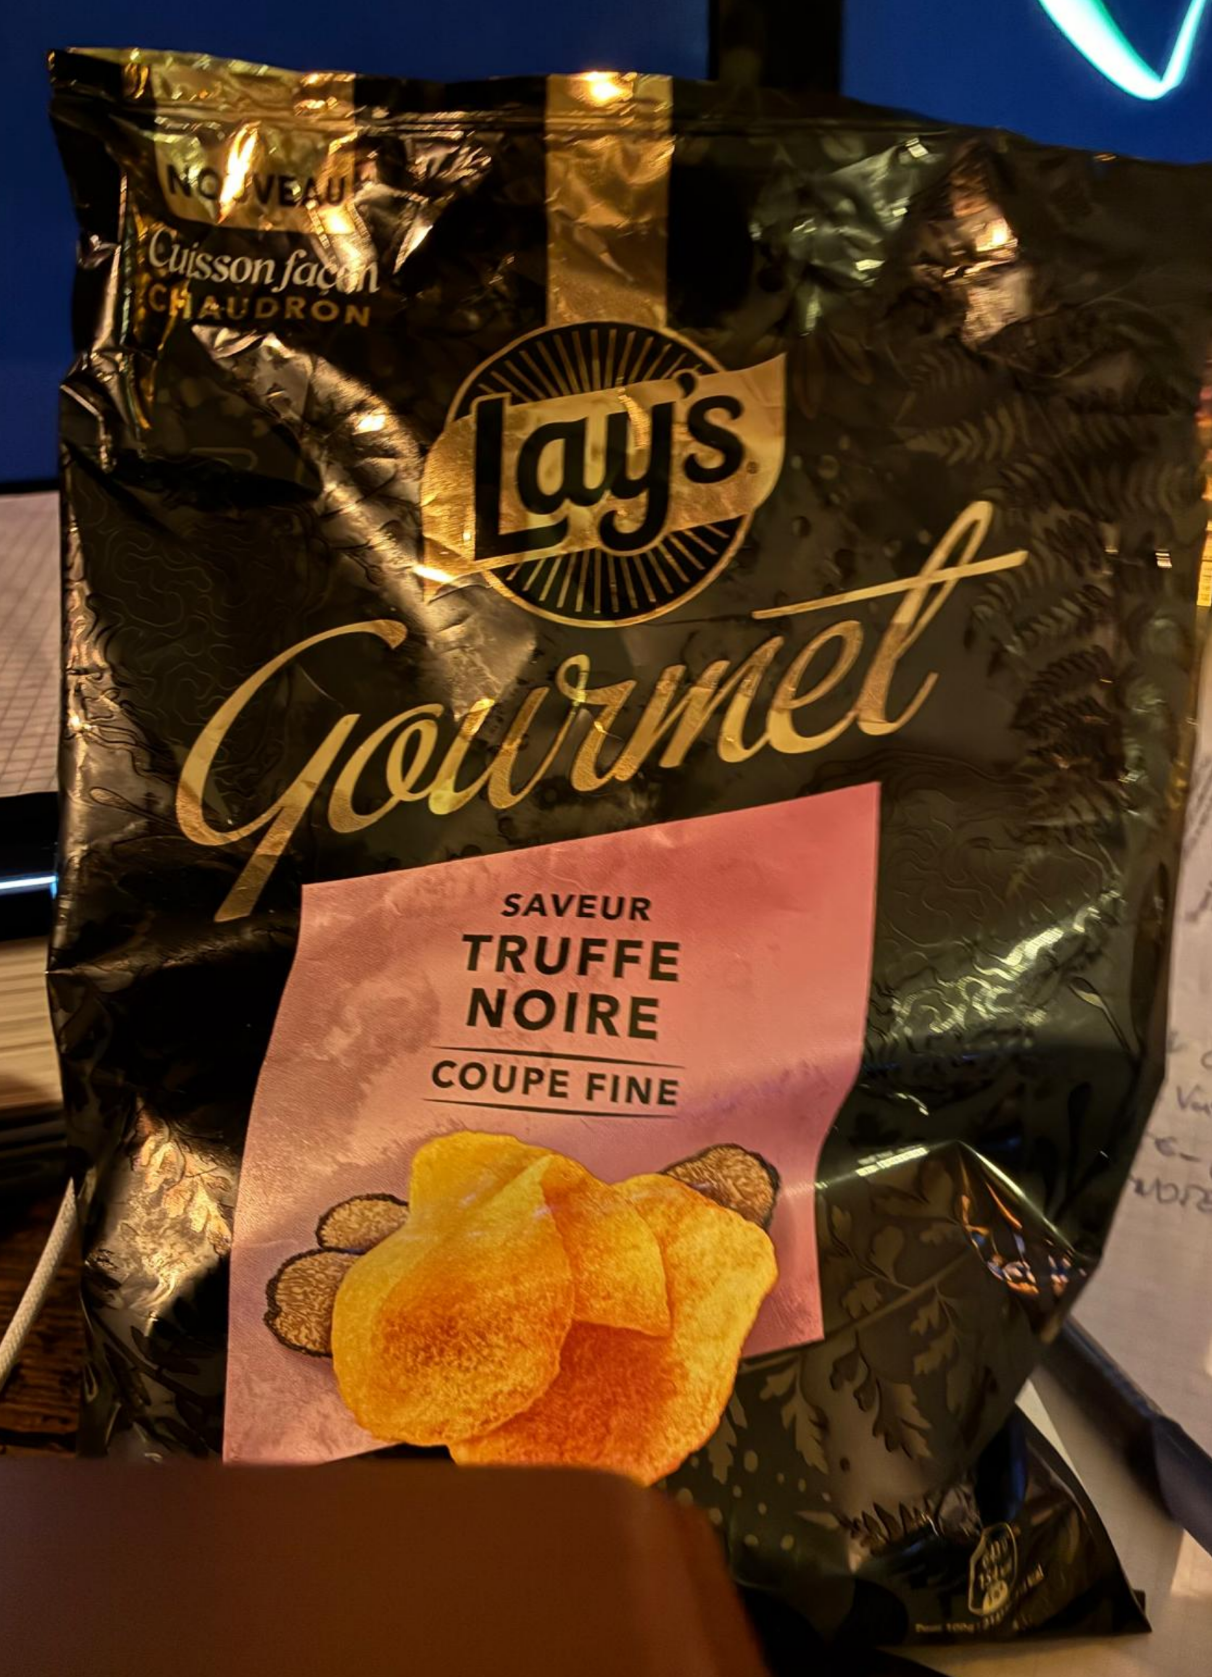 NOUVEAU
Cuisson façon
CHAUDRON
Lay's
Gourmet
SAVEUR
TRUFFE
NOIRE
COUPE FINE